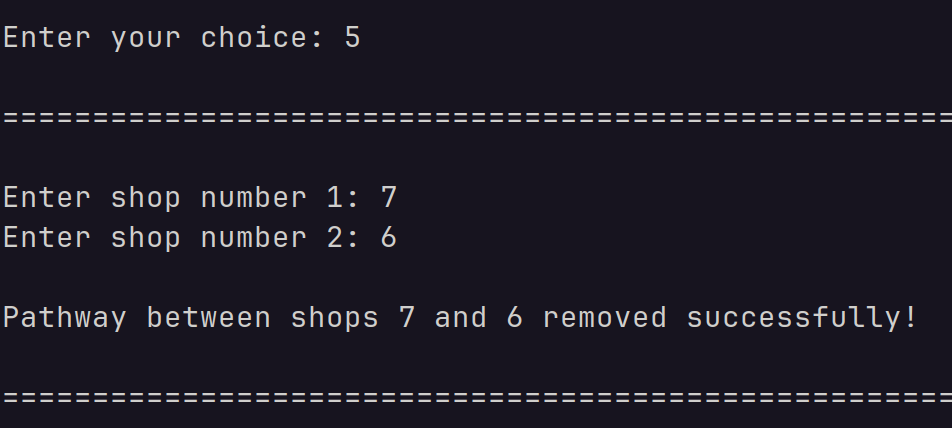 Enter your choice: 5
=====================================================
Enter shop number 1: 7
Enter shop number 2: 6
Pathway between shops 7 and 6 removed successfully!
=====================================================